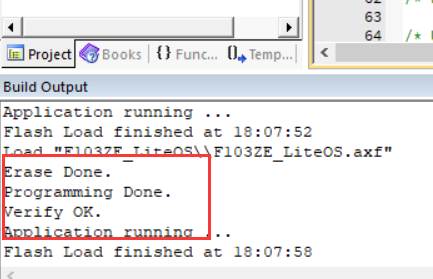 62 /* 
63
64 /* U
Project Books {} Func... Temp...
Build Output
Application running ...
Flash Load finished at 18:07:52
Load "F103ZE_LiteOS\\F103ZE_LiteOS.axf"
Erase Done.
Programming Done.
Verify OK.
Application running ...
Flash Load finished at 18:07:58